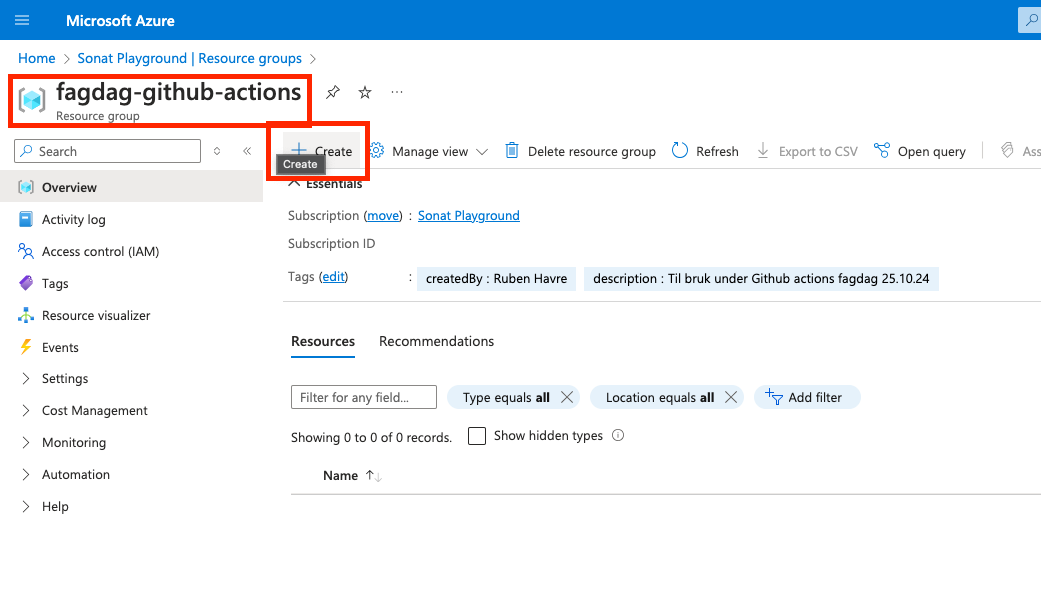 Microsoft Azure
Home > Sonat Playground | Resource groups >
fagdag-github-actions
...
Resource group
Search
Create
Manage view
Delete resource group
Refresh
Export to CSV
Open query
Ass
Create
Essentials
Overview
Activity log
Access control (IAM)
Tags
Resource visualizer
Events
Settings
Cost Management
Monitoring
Automation
Help
Subscription (move) : Sonat Playground
Subscription ID
Tags (edit) : createdBy : Ruben Havre description : Til bruk under Github actions fagdag 25.10.24
Resources Recommendations
Filter for any field... Type equals all Location equals all Add filter
Showing 0 to 0 of 0 records. Show hidden types
Name